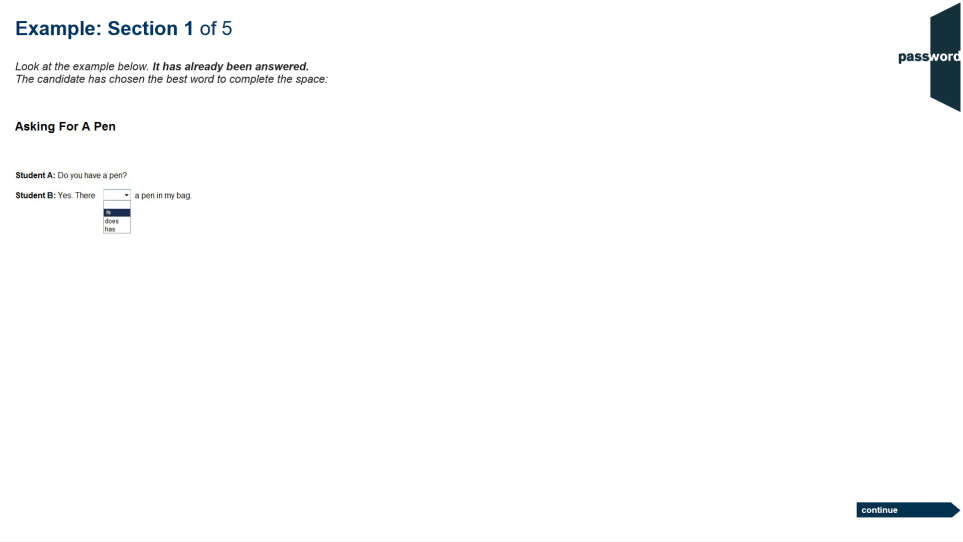 Example: Section 1 of 5
password
Look at the example below. It has already been answered.
The candidate has chosen the best word to complete the space:
Asking For A Pen
Student A: Do you have a pen?
Student B: Yes. There a pen in my bag.
is
does
has
continue